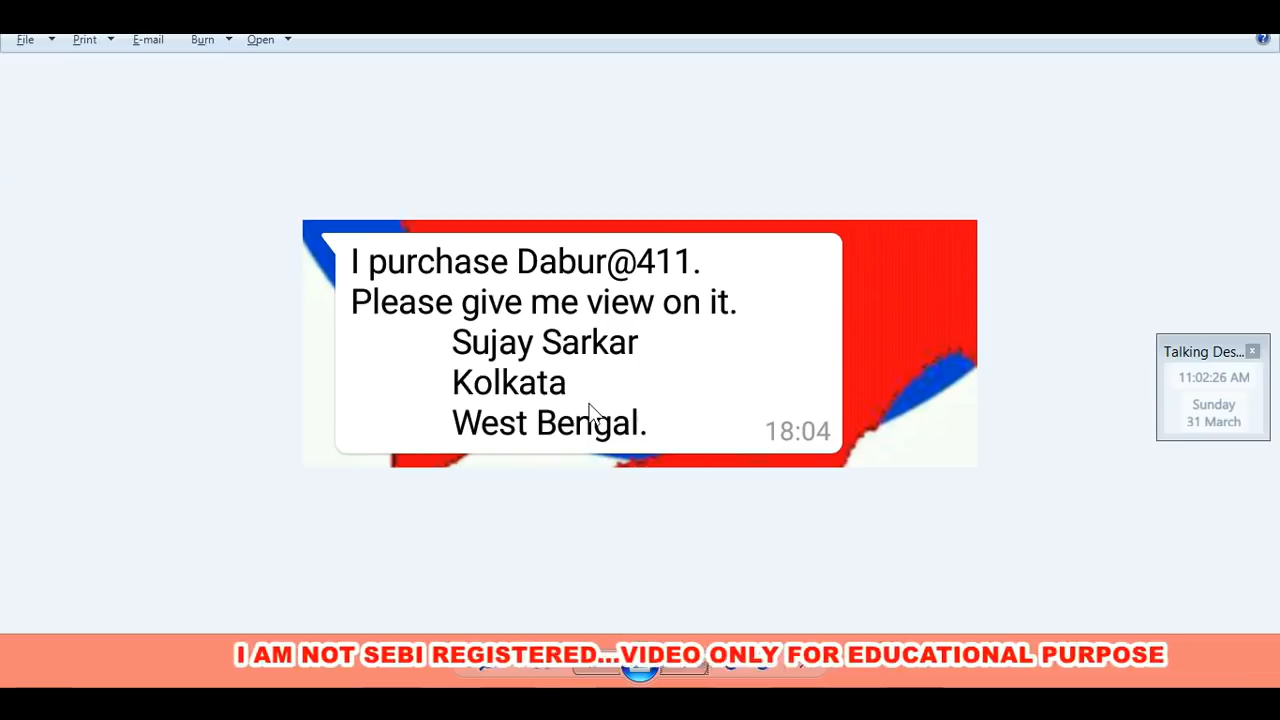 File Print E-mail Burn Open
I purchase Dabur@411.
Please give me view on it.
Sujay Sarkar
Kolkata
West Bengal.
18:04
Talking Des... x
11:02:26 AM
Sunday
31 March
I AM NOT SEBI REGISTERED...VIDEO ONLY FOR EDUCATIONAL PURPOSE